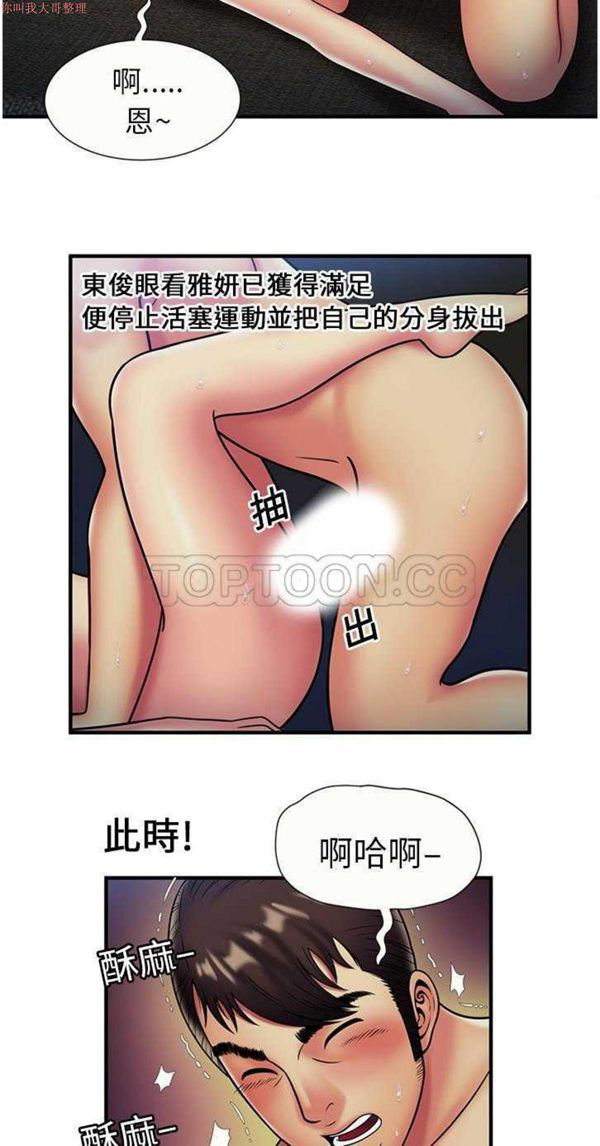 你叫我大哥整理
啊.....
恩~
東俊眼看雅妍已獲得滿足
便停止活塞運動並把自己的分身拔出
抽
TOPTOON.CC
出
此時!
啊哈啊-
酥麻-
酥麻-